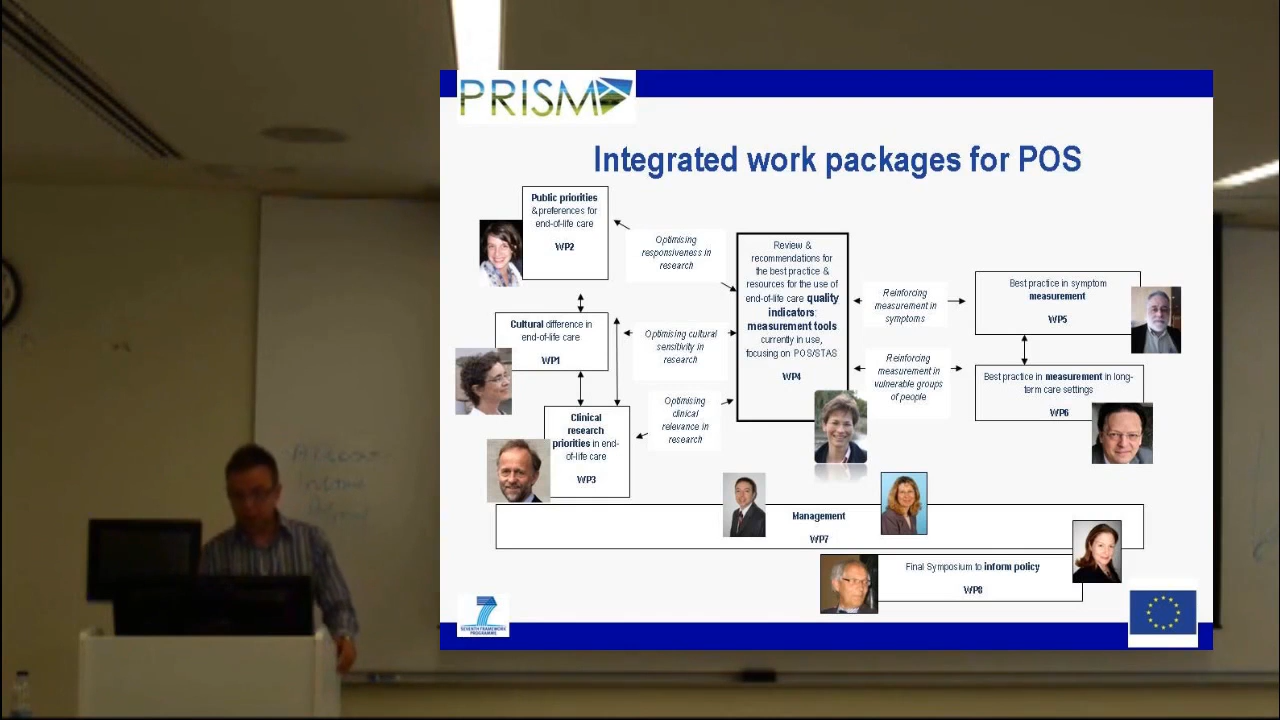 PRISMA
Integrated work packages for POS
Public priorities
& preferences for
end-of-life care
WP2
Optimising
responsiveness in
research
Review &
recommendations for
the best practice &
resources for the use of
end-of-life care quality
indicators:
measurement tools
currently in use,
focusing on POS/STAS
WP4
Reinforcing
measurement in
symptoms
Best practice in symptom
measurement
WP5
Cultural difference in
end-of-life care
WP1
Optimising cultural
sensitivity in
research
Reinforcing
measurement in
vulnerable groups
of people
Best practice in measurement in long-
term care settings
WP6
Clinical
research
priorities in end-
of-life care
WP3
Optimising
clinical
relevance in
research
Management
WP7
Final Symposium to inform policy
WP8
SEVENTH FRAMEWORK
PROGRAMME